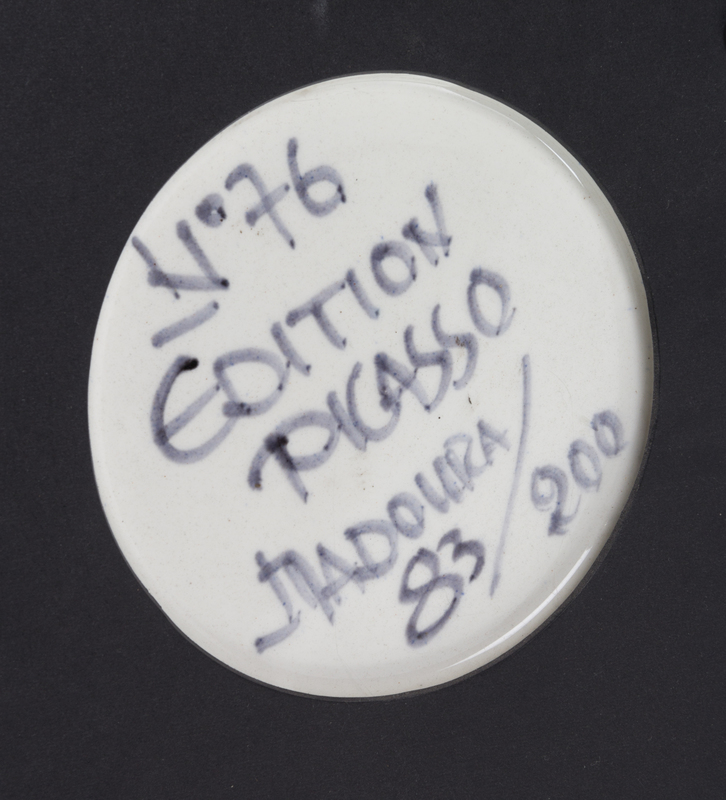 N°76
EDITION
PICASSO
MADOURA
83/200